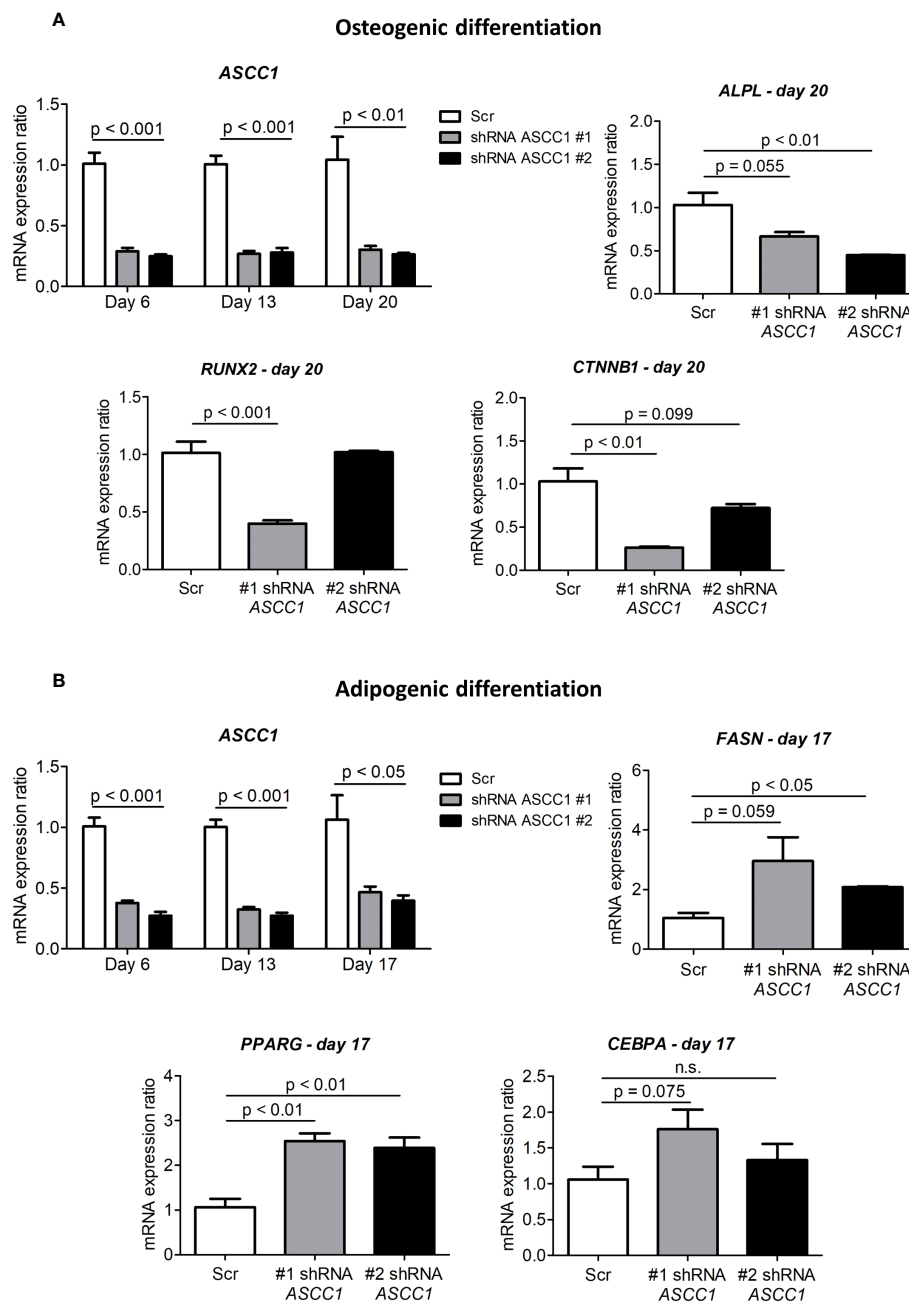 A
Osteogenic differentiation
ASCC1
mRNA expression ratio
1.5
1.0
0.5
0.0
p < 0.001
p < 0.001
p < 0.01
Day 6
Day 13
Day 20
Scr
shRNA ASCC1 #1
shRNA ASCC1 #2
ALPL - day 20
mRNA expression ratio
2.0
1.5
1.0
0.5
0.0
p < 0.01
p = 0.055
Scr
#1 shRNA
ASCC1
#2 shRNA
ASCC1
RUNX2 - day 20
mRNA expression ratio
1.5
1.0
0.5
0.0
p < 0.001
Scr
#1 shRNA
ASCC1
#2 shRNA
ASCC1
CTNNB1 - day 20
mRNA expression ratio
2.0
1.5
1.0
0.5
0.0
p = 0.099
p < 0.01
Scr
#1 shRNA
ASCC1
#2 shRNA
ASCC1
B
Adipogenic differentiation
ASCC1
mRNA expression ratio
1.5
1.0
0.5
0.0
p < 0.001
p < 0.001
p < 0.05
Day 6
Day 13
Day 17
Scr
shRNA ASCC1 #1
shRNA ASCC1 #2
FASN - day 17
mRNA expression ratio
6
4
2
0
p < 0.05
p = 0.059
Scr
#1 shRNA
ASCC1
#2 shRNA
ASCC1
PPARG - day 17
mRNA expression ratio
4
3
2
1
0
p < 0.01
p < 0.01
Scr
#1 shRNA
ASCC1
#2 shRNA
ASCC1
CEBPA - day 17
mRNA expression ratio
2.5
2.0
1.5
1.0
0.5
0.0
n.s.
p = 0.075
Scr
#1 shRNA
ASCC1
#2 shRNA
ASCC1